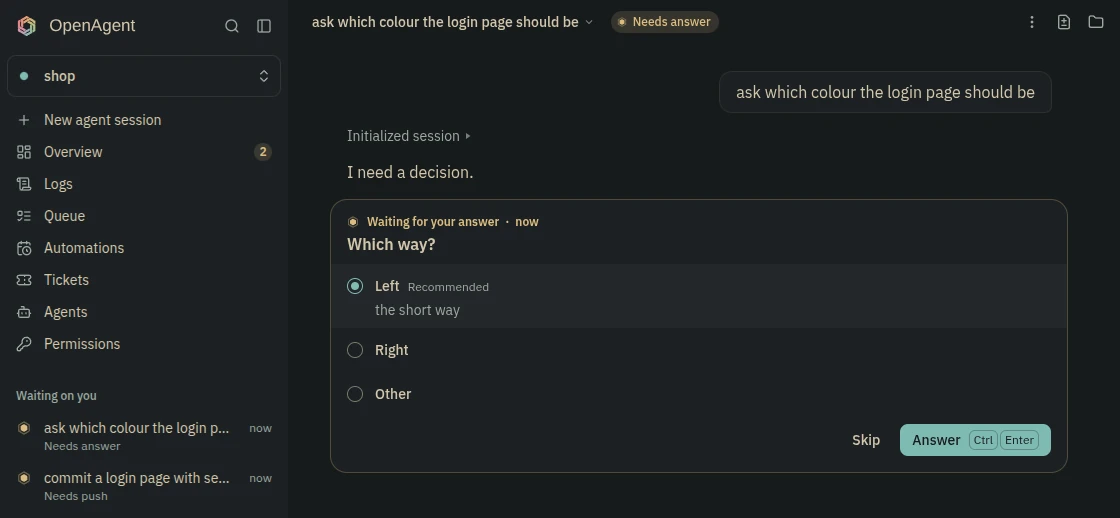 OpenAgent
shop
New agent session
Overview 2
Logs
Queue
Automations
Tickets
Agents
Permissions
Waiting on you
ask which colour the login p... now
Needs answer
commit a login page with se... now
Needs push
ask which colour the login page should be Needs answer
ask which colour the login page should be
Initialized session
I need a decision.
Waiting for your answer · now
Which way?
Left Recommended
the short way
Right
Other
Skip Answer Ctrl Enter